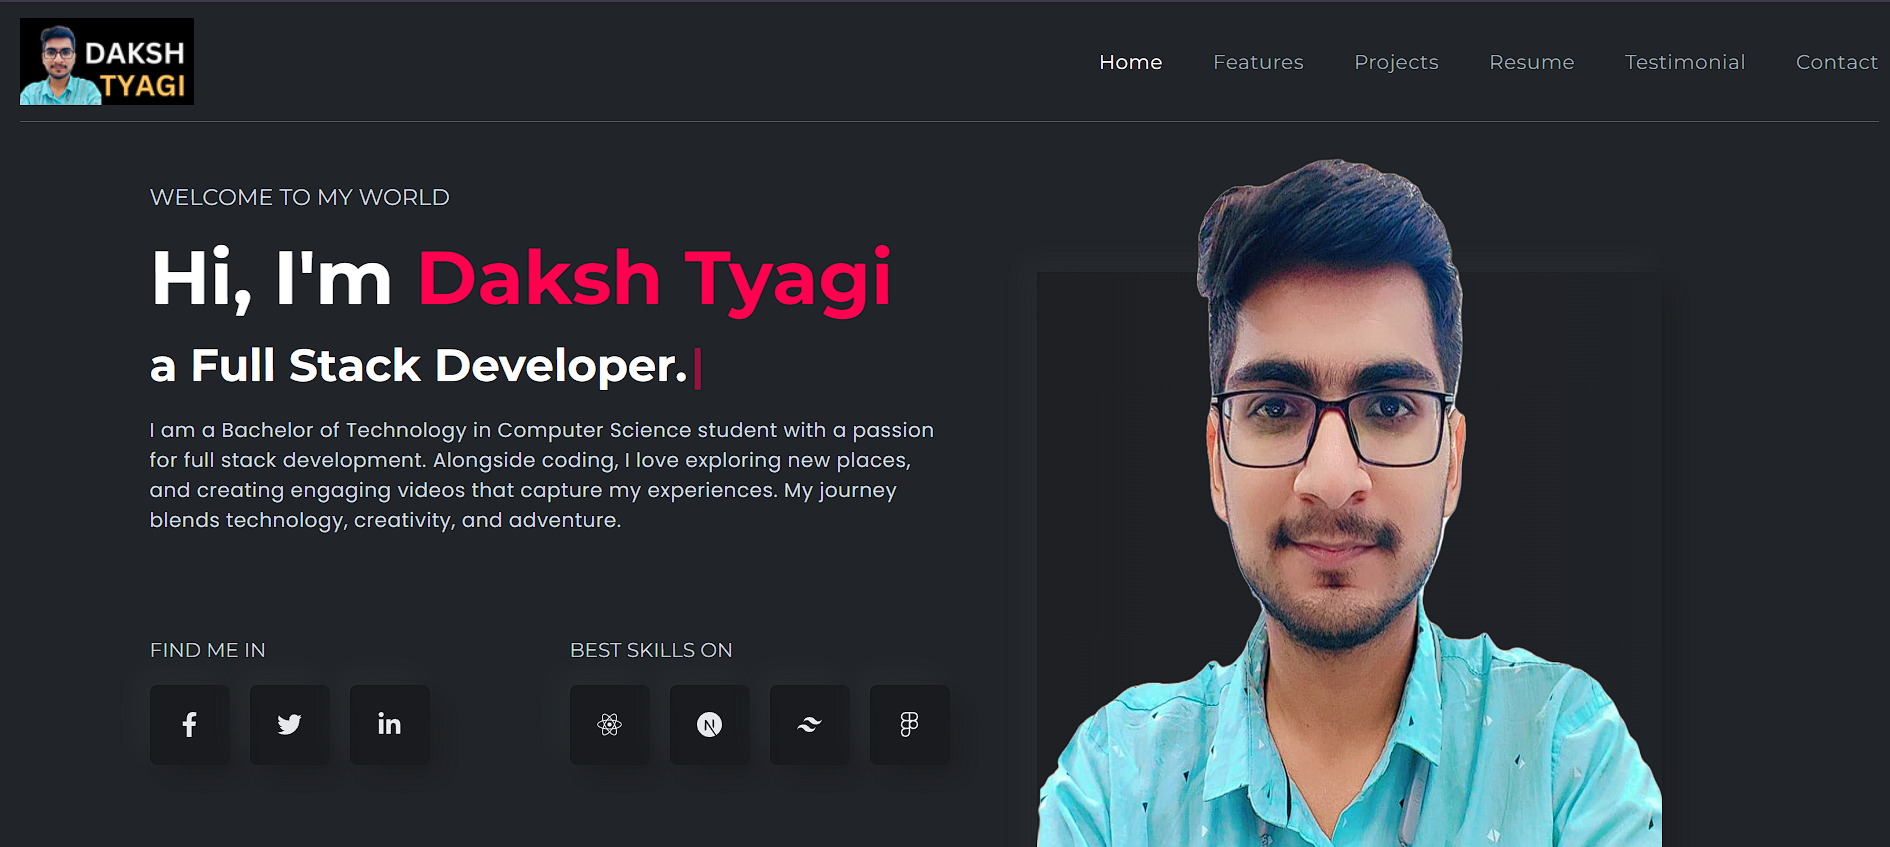 DAKSH
TYAGI
Home Features Projects Resume Testimonial Contact
WELCOME TO MY WORLD
Hi, I'm Daksh Tyagi
a Full Stack Developer.
I am a Bachelor of Technology in Computer Science student with a passion
for full stack development. Alongside coding, I love exploring new places,
and creating engaging videos that capture my experiences. My journey
blends technology, creativity, and adventure.
FIND ME IN
BEST SKILLS ON